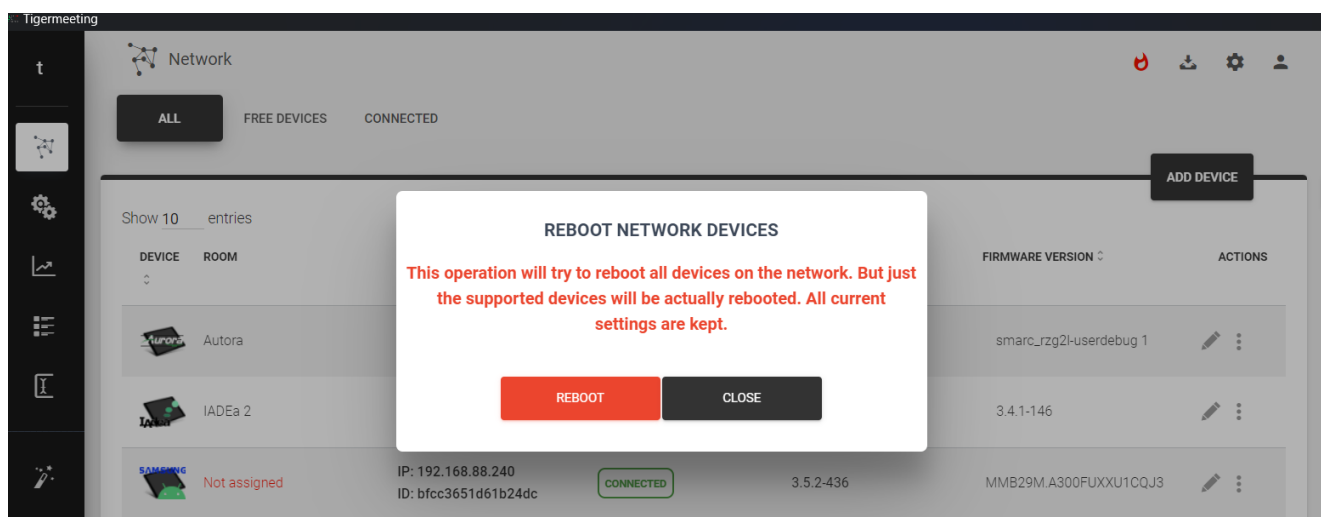 Tigermeeting
t
Network
ALL FREE DEVICES CONNECTED
ADD DEVICE
Show 10 entries
DEVICE ROOM FIRMWARE VERSION ACTIONS
REBOOT NETWORK DEVICES
This operation will try to reboot all devices on the network. But just
the supported devices will be actually rebooted. All current
settings are kept.
REBOOT CLOSE
Aurora Autora smarc_rzg2l-userdebug 1
IADEa 2 3.4.1-146
SAMSUNG Not assigned IP: 192.168.88.240 CONNECTED 3.5.2-436 MMB29M.A300FUXXU1CQJ3
ID: bfcc3651d61b24dc